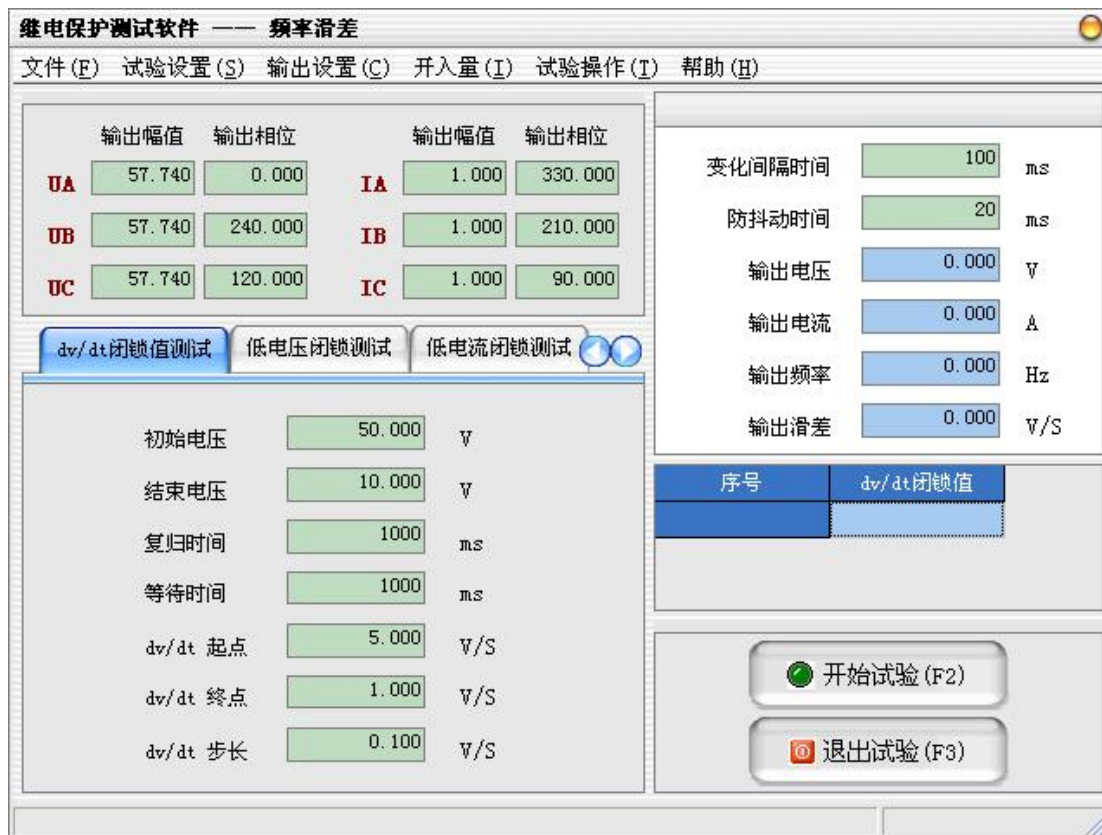 继电保护测试软件 —— 频率滑差
文件(F) 试验设置(S) 输出设置(C) 开入量(I) 试验操作(T) 帮助(H)
输出幅值 输出相位 输出幅值 输出相位
UA 57.740 0.000 IA 1.000 330.000
UB 57.740 240.000 IB 1.000 210.000
UC 57.740 120.000 IC 1.000 90.000
dv/dt闭锁值测试 低电压闭锁测试 低电流闭锁测试
初始电压 50.000 V
结束电压 10.000 V
复归时间 1000 ms
等待时间 1000 ms
dv/dt 起点 5.000 V/S
dv/dt 终点 1.000 V/S
dv/dt 步长 0.100 V/S
变化间隔时间 100 ms
防抖动时间 20 ms
输出电压 0.000 V
输出电流 0.000 A
输出频率 0.000 Hz
输出滑差 0.000 V/S
序号 dv/dt闭锁值
开始试验(F2)
退出试验(F3)